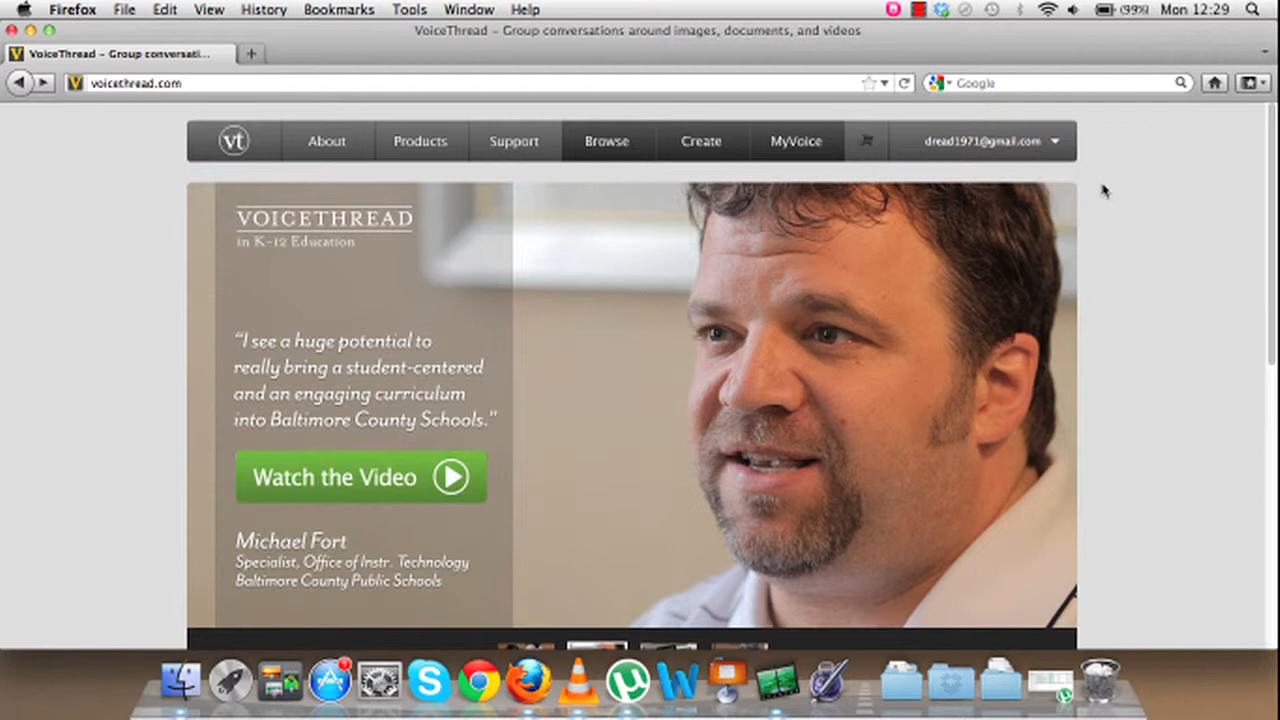 Firefox File Edit View History Bookmarks Tools Window Help (99%) Mon 12:29
VoiceThread – Group conversations around images, documents, and videos
VoiceThread – Group conversati...
voicethread.com Google
vt About Products Support Browse Create MyVoice dread1971@gmail.com
VOICETHREAD
in K-12 Education
“I see a huge potential to
really bring a student-centered
and an engaging curriculum
into Baltimore County Schools.”
Watch the Video
Michael Fort
Specialist, Office of Instr. Technology
Baltimore County Public Schools